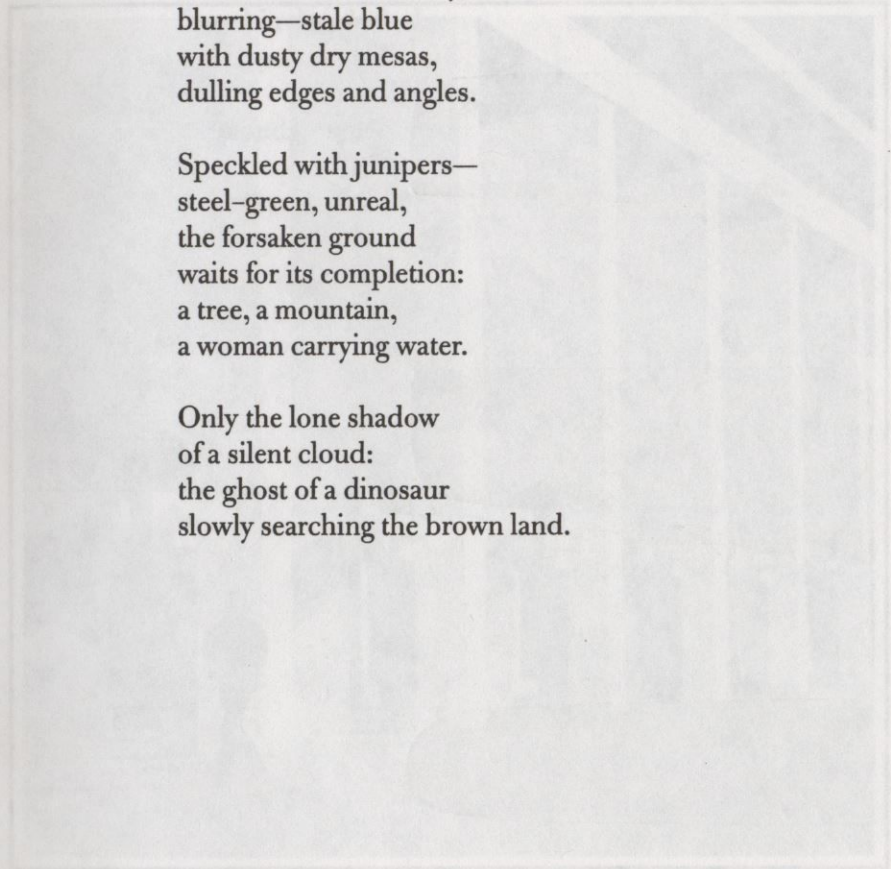 blurring—stale blue
with dusty dry mesas,
dulling edges and angles.
Speckled with junipers—
steel-green, unreal,
the forsaken ground
waits for its completion:
a tree, a mountain,
a woman carrying water.
Only the lone shadow
of a silent cloud:
the ghost of a dinosaur
slowly searching the brown land.